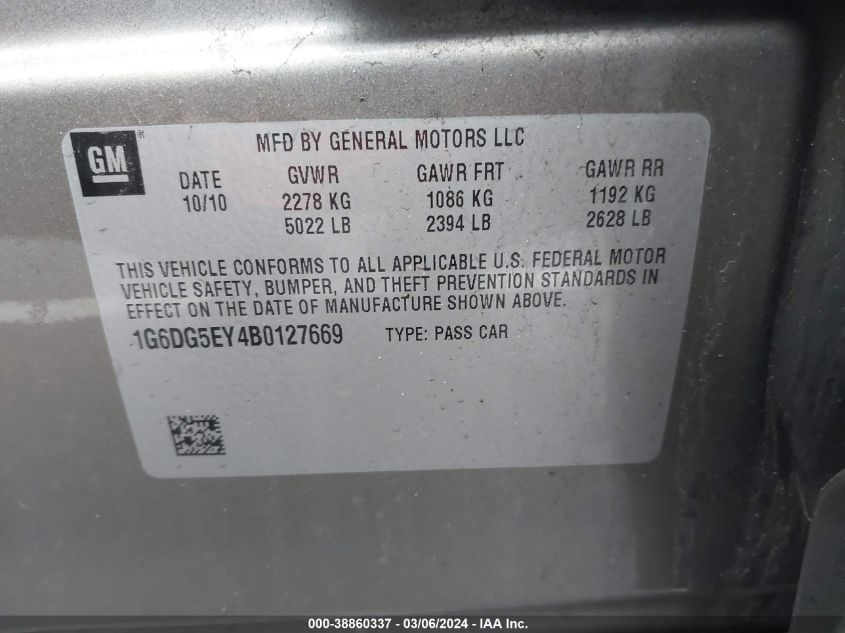 GM ®
MFD BY GENERAL MOTORS LLC
DATE GVWR GAWR FRT GAWR RR
10/10 2278 KG 1086 KG 1192 KG
5022 LB 2394 LB 2628 LB
THIS VEHICLE CONFORMS TO ALL APPLICABLE U.S. FEDERAL MOTOR
VEHICLE SAFETY, BUMPER, AND THEFT PREVENTION STANDARDS IN
EFFECT ON THE DATE OF MANUFACTURE SHOWN ABOVE.
1G6DG5EY4B0127669 TYPE: PASS CAR
000-38860337 - 03/06/2024 - IAA Inc.